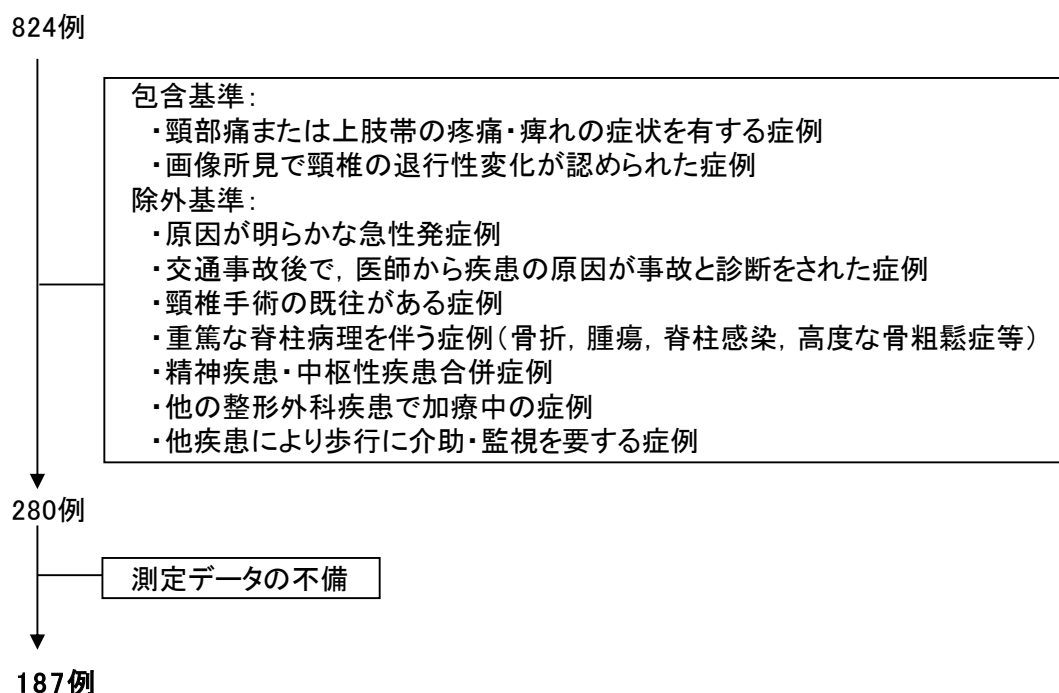 824例
包含基準：
・頸部痛または上肢帯の疼痛・痺れの症状を有する症例
・画像所見で頸椎の退行性変化が認められた症例
除外基準：
・原因が明らかな急性発症例
・交通事故後で，医師から疾患の原因が事故と診断をされた症例
・頸椎手術の既往がある症例
・重篤な脊柱病理を伴う症例（骨折，腫瘍，脊柱感染，高度な骨粗鬆症等）
・精神疾患・中枢性疾患合併症例
・他の整形外科疾患で加療中の症例
・他疾患により歩行に介助・監視を要する症例
280例
測定データの不備
187例